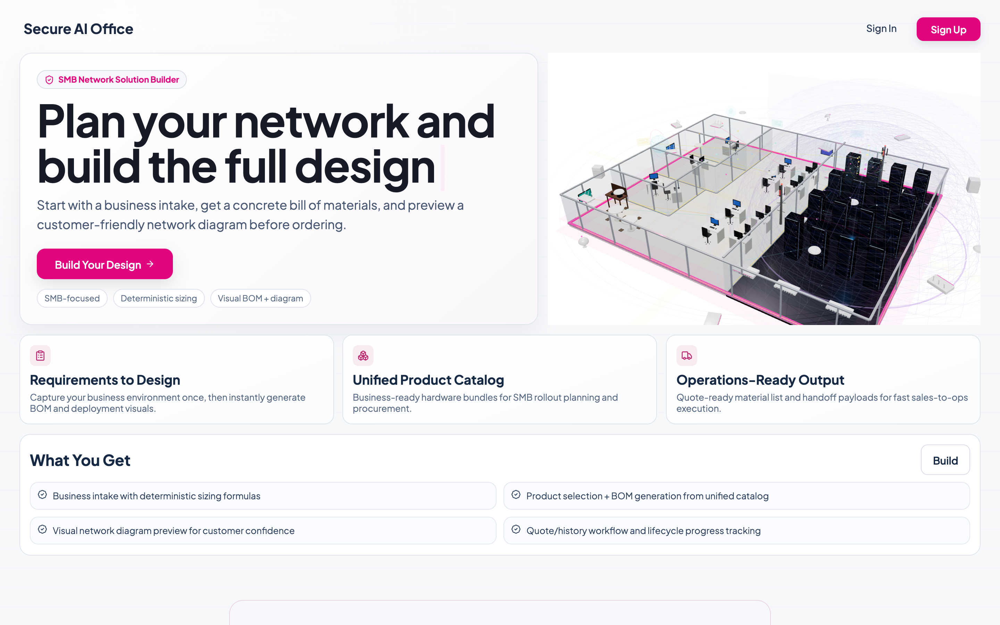 Secure AI Office
Sign In
Sign Up
SMB Network Solution Builder
Plan your network and
build the full design
Start with a business intake, get a concrete bill of materials, and preview a
customer-friendly network diagram before ordering.
Build Your Design →
SMB-focused
Deterministic sizing
Visual BOM + diagram
Requirements to Design
Capture your business environment once, then instantly generate
BOM and deployment visuals.
Unified Product Catalog
Business-ready hardware bundles for SMB rollout planning and
procurement.
Operations-Ready Output
Quote-ready material list and handoff payloads for fast sales-to-ops
execution.
What You Get
Build
Business intake with deterministic sizing formulas
Product selection + BOM generation from unified catalog
Visual network diagram preview for customer confidence
Quote/history workflow and lifecycle progress tracking